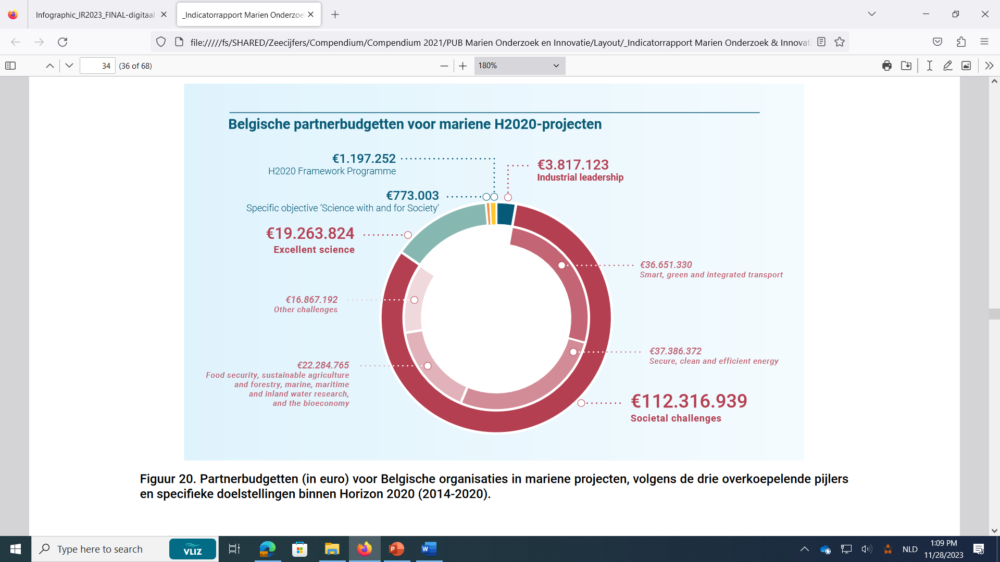 Infographic_IR2023_FINAL-digitaal
_Indicatorrapport Marien Onderzoe
file://///fs/SHARED/Zeecijfers/Compendium/Compendium 2021/PUB Marien Onderzoek en Innovatie/Layout/_Indicatorrapport Marien Onderzoek & Innovat
34 (36 of 68)
180%
Belgische partnerbudgetten voor mariene H2020-projecten
€1.197.252
H2020 Framework Programme
€3.817.123
Industrial leadership
€773.003
Specific objective ‘Science with and for Society’
€19.263.824
Excellent science
€36.651.330
Smart, green and integrated transport
€16.867.192
Other challenges
€37.386.372
Secure, clean and efficient energy
€22.284.765
Food security, sustainable agriculture
and forestry, marine, maritime
and inland water research,
and the bioeconomy
€112.316.939
Societal challenges
Figuur 20. Partnerbudgetten (in euro) voor Belgische organisaties in mariene projecten, volgens de drie overkoepelende pijlers
en specifieke doelstellingen binnen Horizon 2020 (2014-2020).
Type here to search
VLIZ
NLD
1:09 PM
11/28/2023